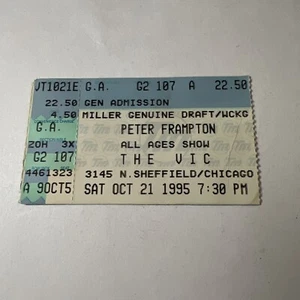 VT1021E G.A. G2 107 A 22.50
22.50 GEN ADMISSION
4.50 MILLER GENUINE DRAFT/WCKG
G.A. PETER FRAMPTON
20H 3X ALL AGES SHOW
G2 107 THE VIC
4461323 3145 N.SHEFFIELD/CHICAGO
A 9OCT5 SAT OCT 21 1995 7:30 PM